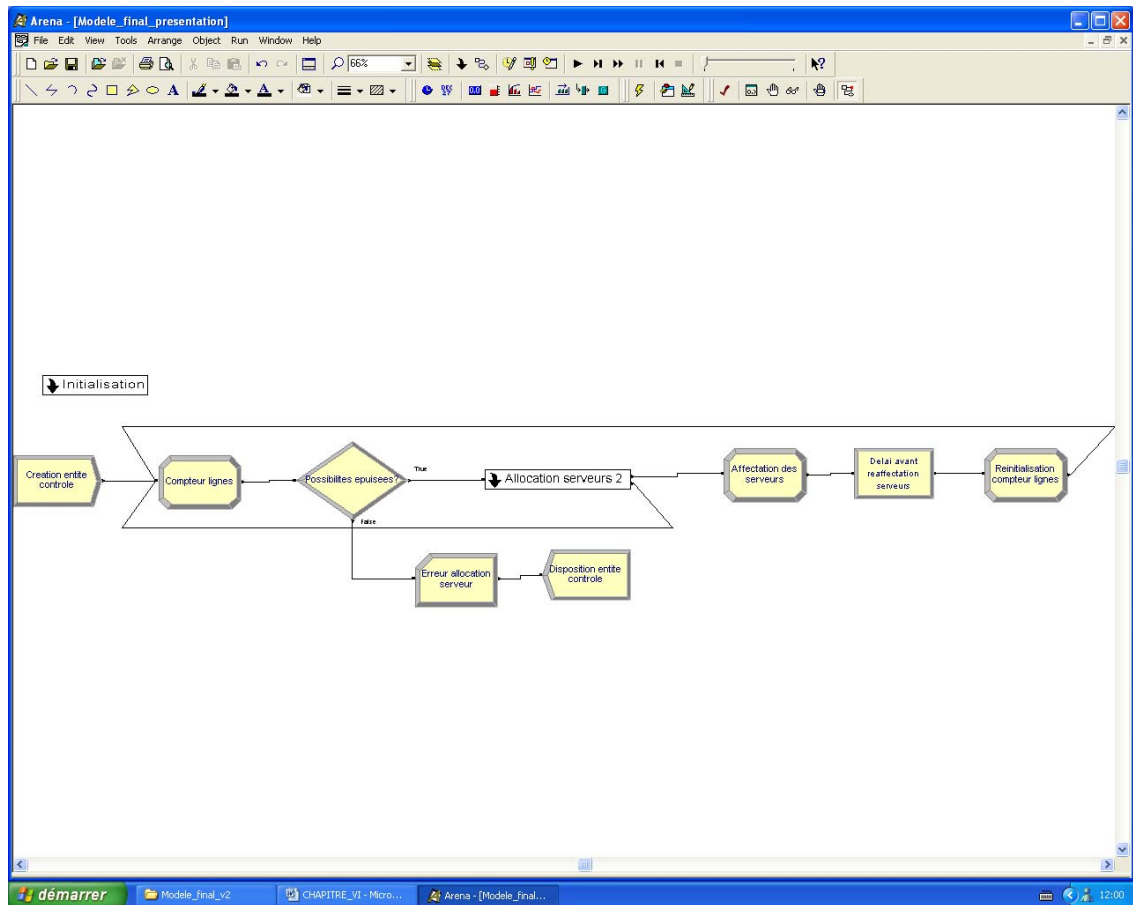 Arena - [Modele_final_presentation]
File Edit View Tools Arrange Object Run Window Help
66%
Initialisation
Creation entite
controle
Compteur lignes
Possibilites epuisees?
True
False
Allocation serveurs 2
Affectation des
serveurs
Delai avant
reaffectation
serveurs
Reinitialisation
compteur lignes
Erreur allocation
serveur
Disposition entite
controle
démarrer
Modele_final_v2
CHAPITRE_VI - Micro...
Arena - [Modele_final...
12:00